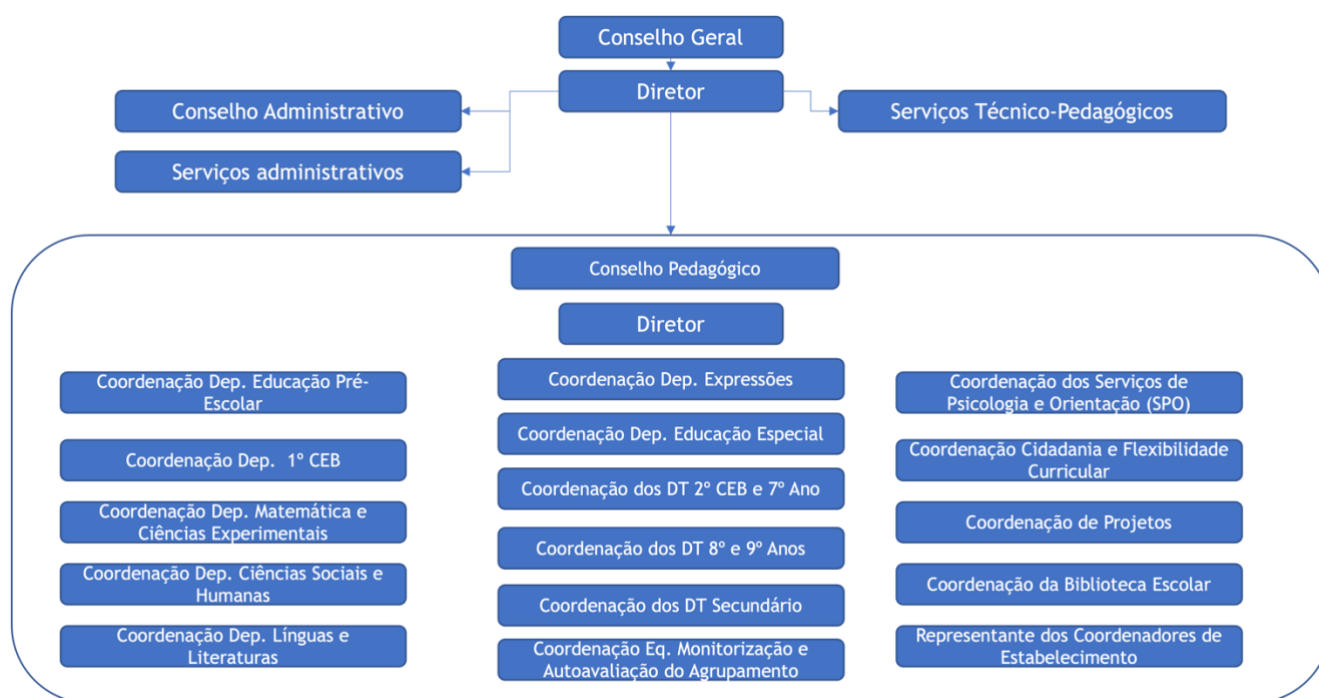 Conselho Geral
Diretor
Conselho Administrativo
Serviços Técnico-Pedagógicos
Serviços administrativos
Conselho Pedagógico
Diretor
Coordenação Dep. Educação Pré-
Escolar
Coordenação Dep. 1º CEB
Coordenação Dep. Matemática e
Ciências Experimentais
Coordenação Dep. Ciências Sociais e
Humanas
Coordenação Dep. Línguas e
Literaturas
Coordenação Dep. Expressões
Coordenação Dep. Educação Especial
Coordenação dos DT 2º CEB e 7º Ano
Coordenação dos DT 8º e 9º Anos
Coordenação dos DT Secundário
Coordenação Eq. Monitorização e
Autoavaliação do Agrupamento
Coordenação dos Serviços de
Psicologia e Orientação (SPO)
Coordenação Cidadania e Flexibilidade
Curricular
Coordenação de Projetos
Coordenação da Biblioteca Escolar
Representante dos Coordenadores de
Estabelecimento